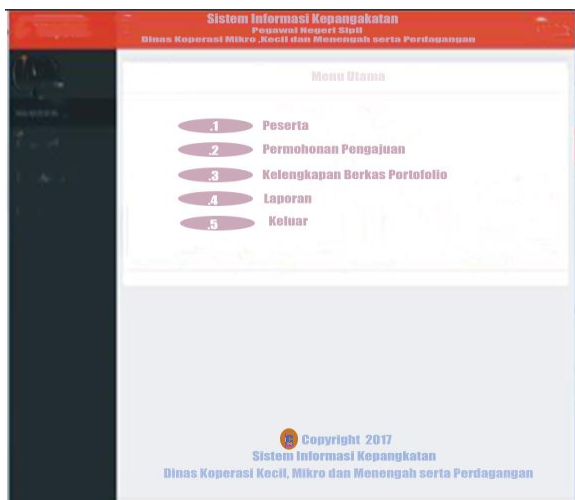 Sistem Informasi Kepangakatan
Pegawai Negeri Sipil
Dinas Koperasi Mikro ,Kecil dan Menengah serta Perdagangan
Menu Utama
.1 Peserta
.2 Permohonan Pengajuan
.3 Kelengkapan Berkas Portofolio
.4 Laporan
.5 Keluar
Copyright 2017
Sistem Informasi Kepangkatan
Dinas Koperasi Kecil, Mikro dan Menengah serta Perdagangan